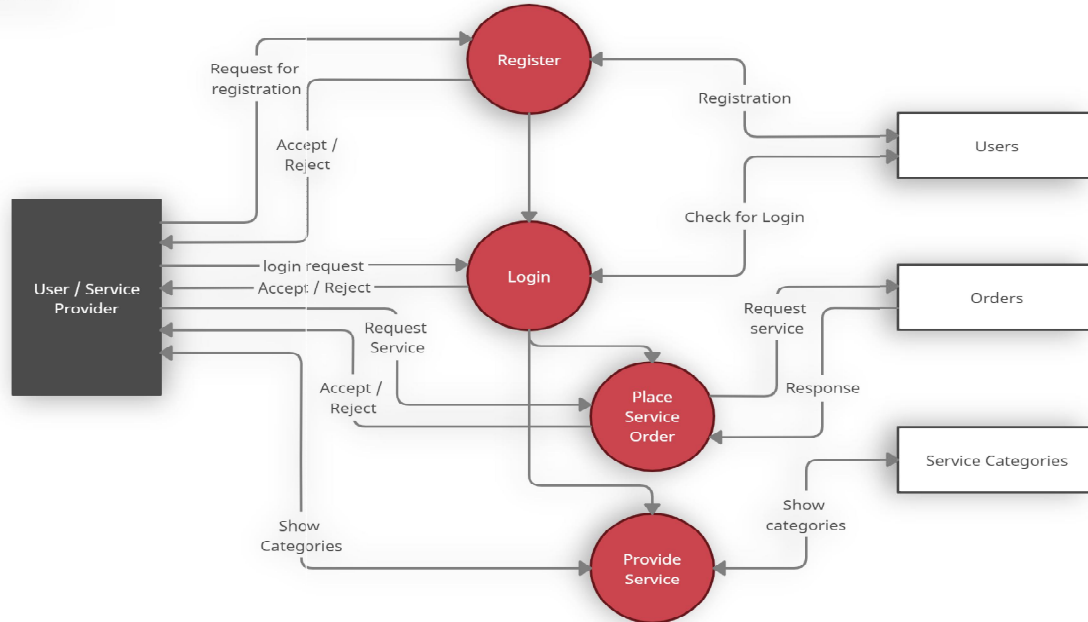 Register
Request for
registration
Registration
Accept /
Reject
Users
Check for Login
login request
Login
Accept / Reject
User / Service
Provider
Orders
Request
service
Request
Service
Accept /
Reject
Place
Service
Order
Response
Service Categories
Show
Categories
Show
categories
Provide
Service